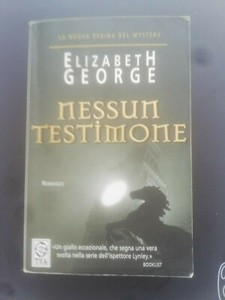 LA NUOVA REGINA DEL MYSTERY
ELIZABETH
GEORGE
NESSUN
TESTIMONE
ROMANZO
TEA
«Un giallo eccezionale, che segna una vera
svolta nella serie dell'ispettore Lynley.»
BOOKLIST